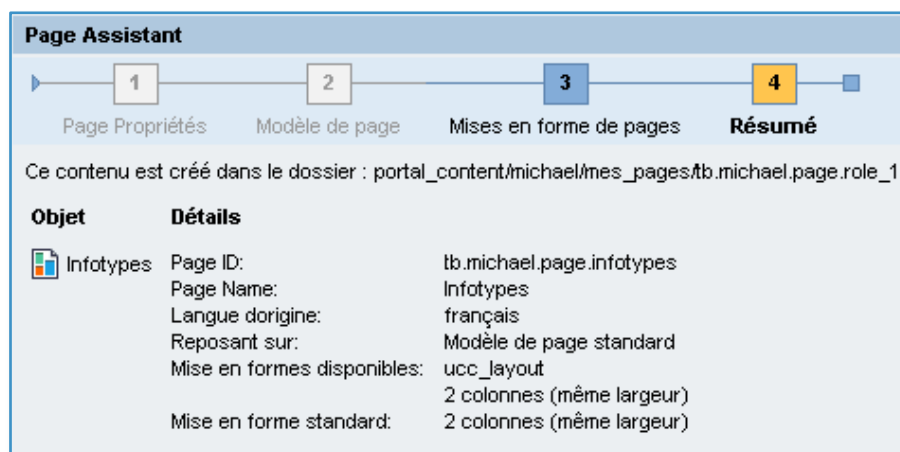 Page Assistant
1 2 3 4
Page Propriétés Modèle de page Mises en forme de pages Résumé
Ce contenu est créé dans le dossier : portal_content/michael/mes_pages/tb.michael.page.role_1
Objet Détails
Infotypes Page ID: tb.michael.page.infotypes
Page Name: Infotypes
Langue dorigine: français
Reposant sur: Modèle de page standard
Mise en formes disponibles: ucc_layout
2 colonnes (même largeur)
Mise en forme standard: 2 colonnes (même largeur)